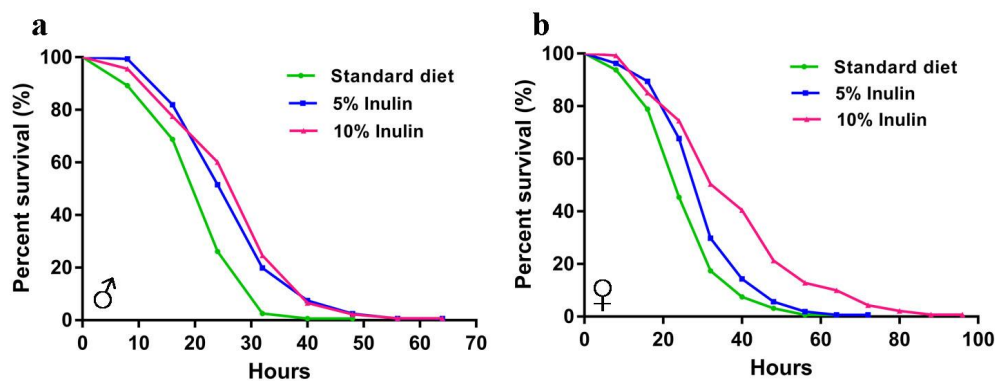 a
Percent survival (%)
100
80
60
40
20
0
0 10 20 30 40 50 60 70
Hours
Standard diet
5% Inulin
10% Inulin
♂
b
Percent survival (%)
100
80
60
40
20
0
0 20 40 60 80 100
Hours
Standard diet
5% Inulin
10% Inulin
♀